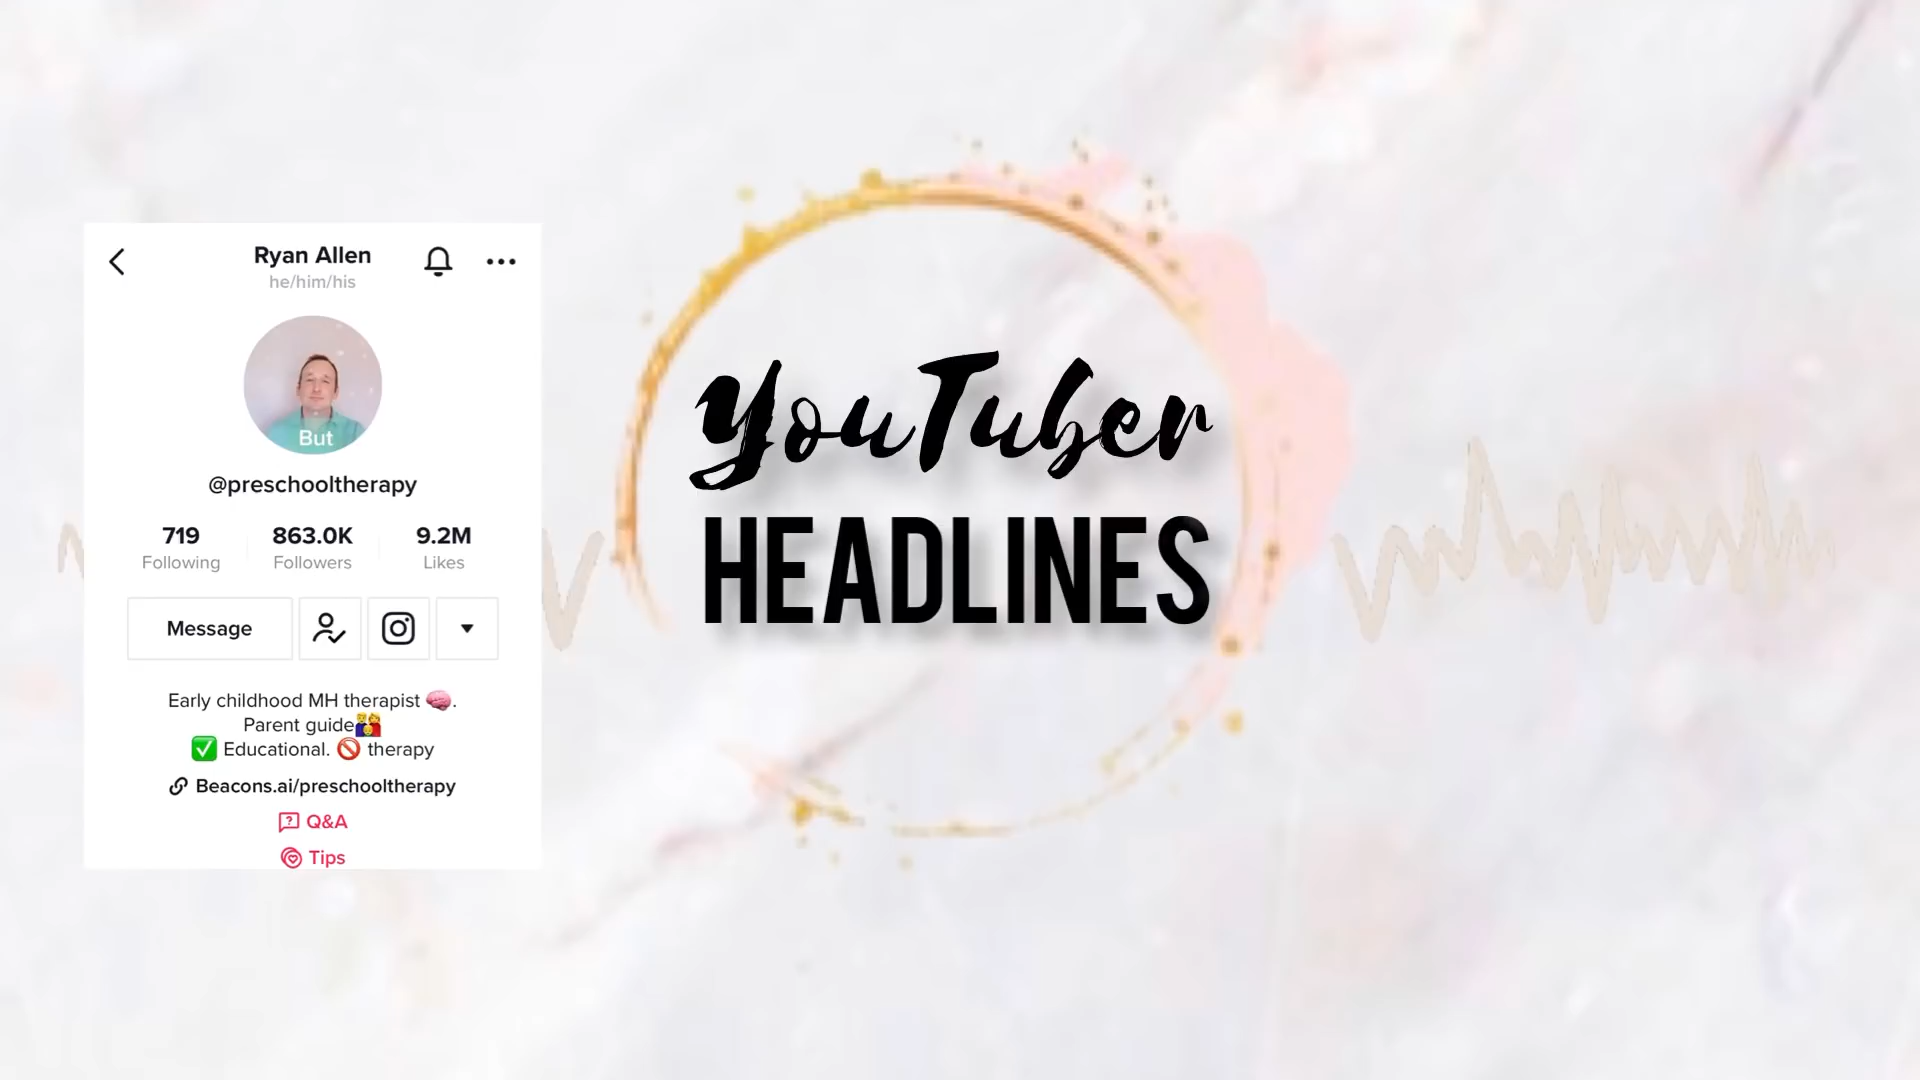 Ryan Allen
he/him/his
But
@preschooltherapy
719 863.0K 9.2M
Following Followers Likes
Message
Early childhood MH therapist 🧠.
Parent guide👨‍👩‍👦
✅ Educational. 🚫 therapy
Beacons.ai/preschooltherapy
Q&A
Tips
YouTuber
HEADLINES